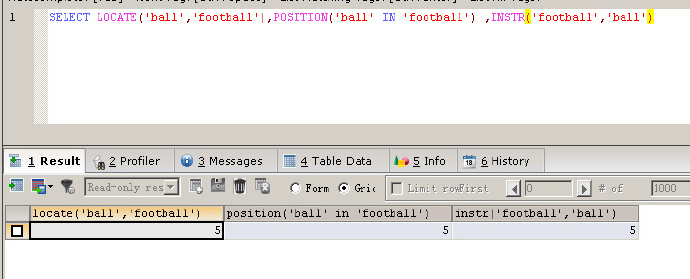 1 SELECT LOCATE('ball','football'|,POSITION('ball' IN 'football') ,INSTR('football','ball')
1 Result 2 Profiler 3 Messages 4 Table Data 5 Info 6 History
Read-only res Form Gric Limit rowFirst 0 # of 1000
locate('ball','football') position('ball' in 'football') instr|'football','ball')
5 5 5